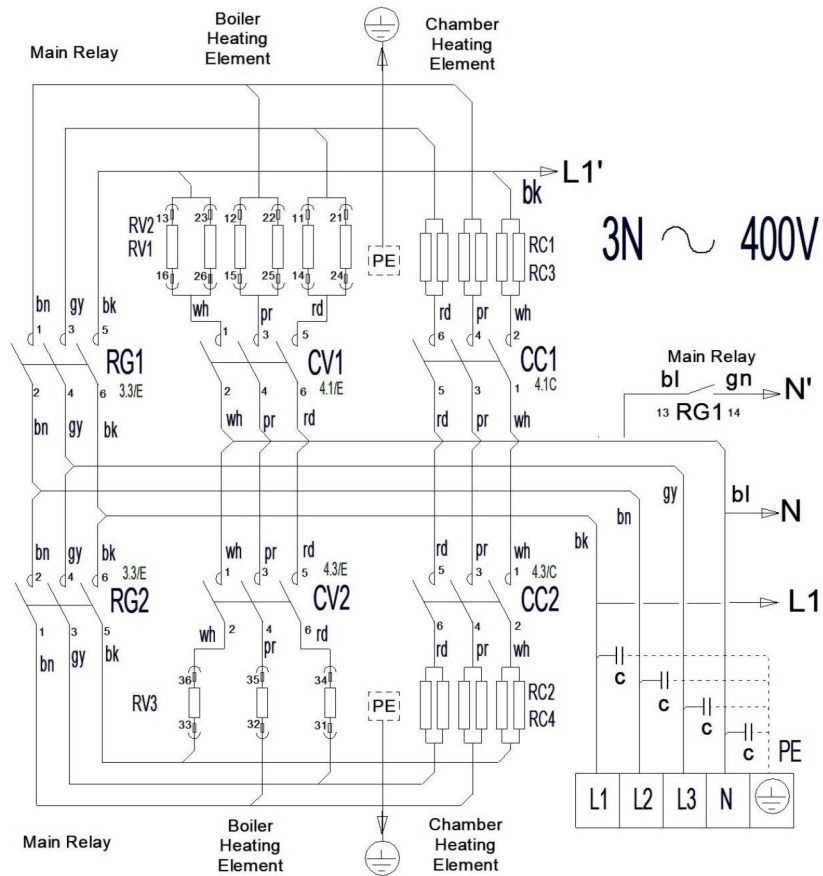 Main Relay
Boiler
Heating
Element
Chamber
Heating
Element
L1'
bk
3N 400V
13 23 12 22 11 21
RV2
RV1
PE
RC1
RC3
16 26 15 25 14 24
bn gy bk
wh pr rd
rd pr wh
1 3 5
1 3 5
6 4 2
RG1
CV1
CC1
2 4 6
3.3/E
2 4 6
4.1/E
5 3 1
4.1C
Main Relay
bl gn
N'
13 RG1 14
bn gy bk
wh pr rd
rd pr wh
gy
bl
N
bn
bk
bn gy bk
wh pr rd
rd pr wh
2 4 6
3.3/E
1 3 5
4.3/E
5 3 1
4.3/C
RG2
CV2
CC2
L1
1 3 5
2 4 6
6 4 2
bn gy bk
wh pr rd
rd pr wh
36 35 34
RV3
33 32 31
PE
RC2
RC4
C
C
C
C
PE
L1 L2 L3 N
Main Relay
Boiler
Heating
Element
Chamber
Heating
Element